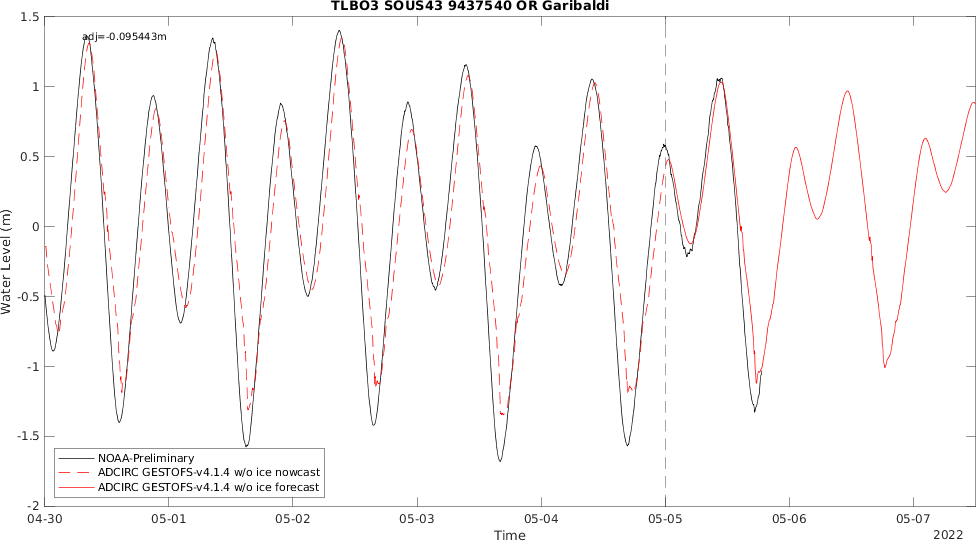 TLBO3 SOUS43 9437540 OR Garibaldi
adj=-0.095443m
1.5
1
0.5
0
-0.5
-1
-1.5
-2
Water Level (m)
NOAA-Preliminary
ADCIRC GESTOFS-v4.1.4 w/o ice nowcast
ADCIRC GESTOFS-v4.1.4 w/o ice forecast
04-30 05-01 05-02 05-03 05-04 05-05 05-06 05-07
Time
2022